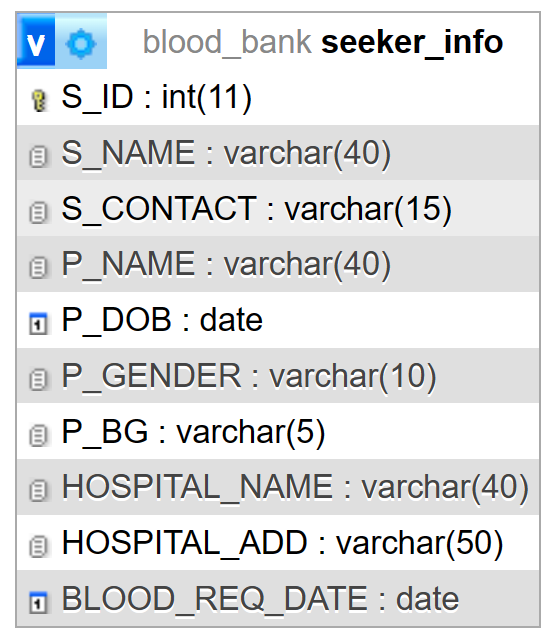 v blood_bank seeker_info
S_ID : int(11)
S_NAME : varchar(40)
S_CONTACT : varchar(15)
P_NAME : varchar(40)
P_DOB : date
P_GENDER : varchar(10)
P_BG : varchar(5)
HOSPITAL_NAME : varchar(40)
HOSPITAL_ADD : varchar(50)
BLOOD_REQ_DATE : date